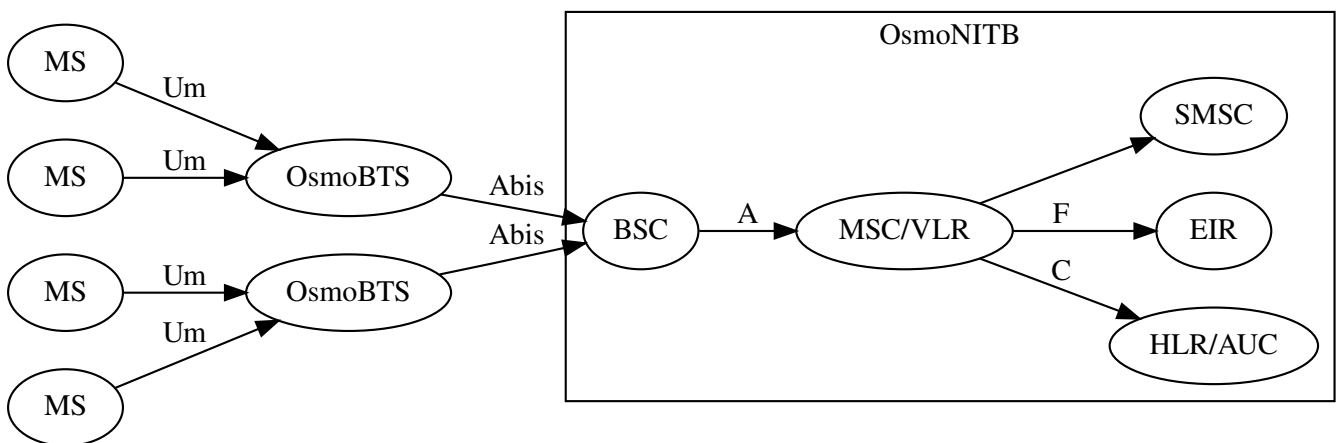 OsmoNITB
MS
Um
SMSC
MS
Um
OsmoBTS
Abis
BSC
A
MSC/VLR
F
EIR
Abis
MS
Um
OsmoBTS
C
Um
HLR/AUC
MS